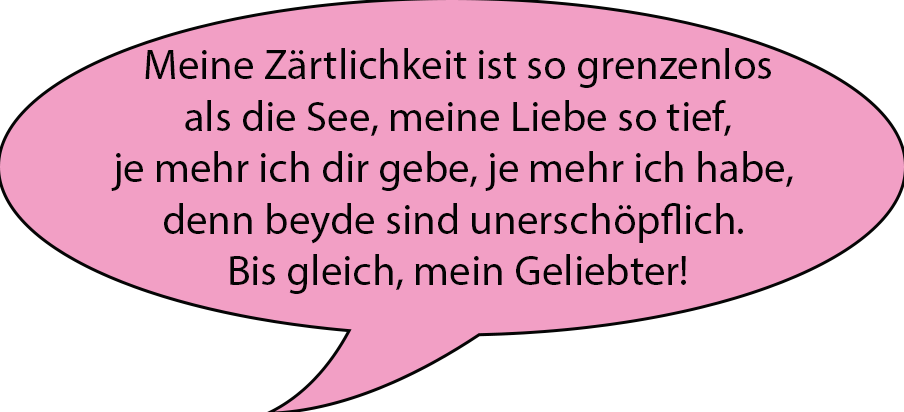 Meine Zärtlichkeit ist so grenzenlos
als die See, meine Liebe so tief,
je mehr ich dir gebe, je mehr ich habe,
denn beyde sind unerschöpflich.
Bis gleich, mein Geliebter!